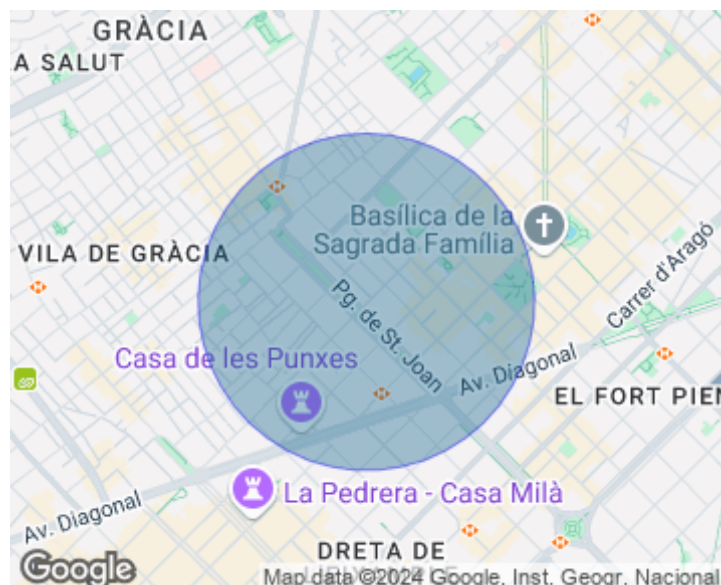 GRÀCIA
A SALUT
Basílica de la
Sagrada Família
VILA DE GRÀCIA
Carrer d'Aragó
Pg. de St. Joan
Casa de les Punxes
Av. Diagonal
EL FORT PIEN
La Pedrera - Casa Milà
Av. Diagonal
DRETA DE
Google
Map data ©2024 Google, Inst. Geogr. Nacional